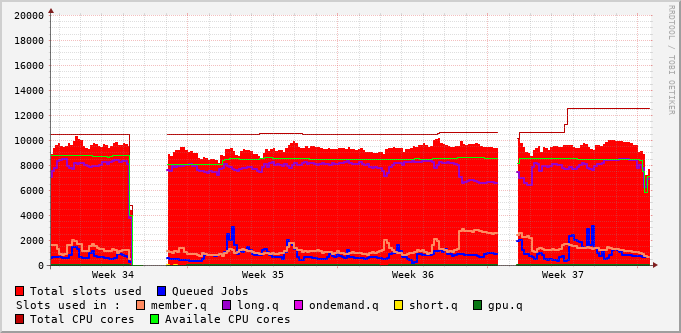 RRDTOOL / TOBI OETIKER
20000
18000
16000
14000
12000
10000
8000
6000
4000
2000
0
Week 34 Week 35 Week 36 Week 37
Total slots used Queued Jobs
Slots used in : member.q long.q ondemand.q short.q gpu.q
Total CPU cores Availale CPU cores